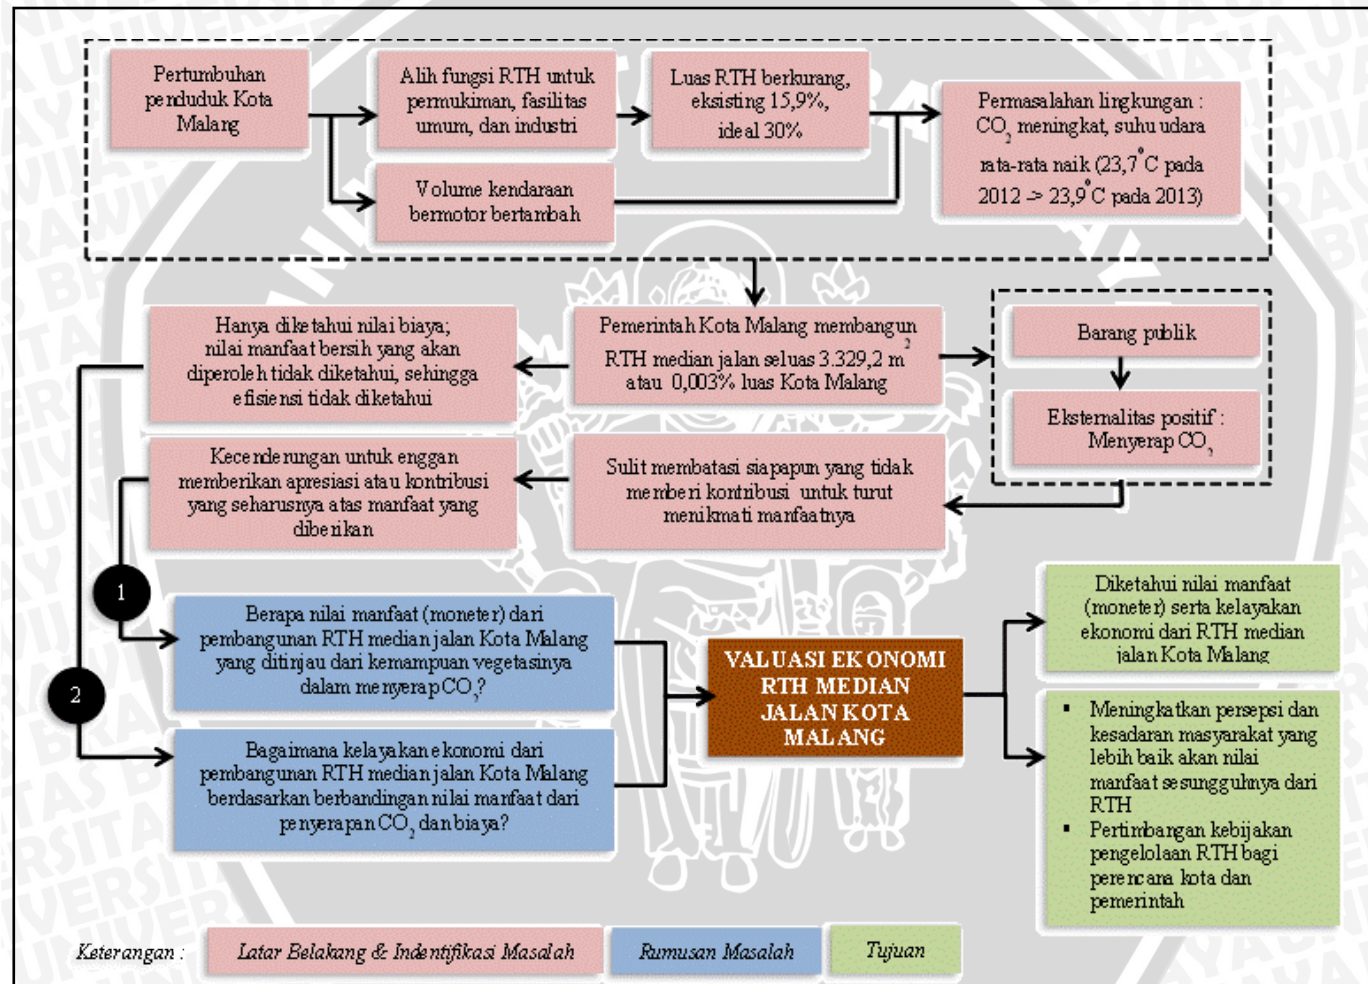 Pertumbuhan
penduduk Kota
Malang
Alih fungsi RTH untuk
permukiman, fasilitas
umum, dan industri
Luas RTH berkurang,
eksisting 15,9%,
ideal 30%
Permasalahan lingkungan :
CO₂ meningkat, suhu udara
rata-rata naik (23,7°C pada
2012 -> 23,9°C pada 2013)
Volume kendaraan
bermotor bertambah
Hanya diketahui nilai biaya;
nilai manfaat bersih yang akan
diperoleh tidak diketahui, sehingga
efisiensi tidak diketahui
Pemerintah Kota Malang membangun
RTH median jalan seluas 3.329,2 m²
atau 0,003% luas Kota Malang
Barang publik
Eksternalitas positif :
Menyerap CO₂
Kecenderungan untuk enggan
memberikan apresiasi atau kontribusi
yang seharusnya atas manfaat yang
diberikan
Sulit membatasi siapapun yang tidak
memberi kontribusi untuk turut
menikmati manfaatnya
1
Berapa nilai manfaat (moneter) dari
pembangunan RTH median jalan Kota Malang
yang ditinjau dari kemampuan vegetasinya
dalam menyerap CO₂?
2
Bagaimana kelayakan ekonomi dari
pembangunan RTH median jalan Kota Malang
berdasarkan berbandingan nilai manfaat dari
penyerapan CO₂ dan biaya?
VALUASI EKONOMI
RTH MEDIAN
JALAN KOTA
MALANG
Diketahui nilai manfaat
(moneter) serta kelayakan
ekonomi dari RTH median
jalan Kota Malang
▪ Meningkatkan persepsi dan
kesadaran masyarakat yang
lebih baik akan nilai
manfaat sesungguhnya dari
RTH
▪ Pertimbangan kebijakan
pengelolaan RTH bagi
perencana kota dan
pemerintah
Keterangan :
Latar Belakang & Indentifikasi Masalah
Rumusan Masalah
Tujuan